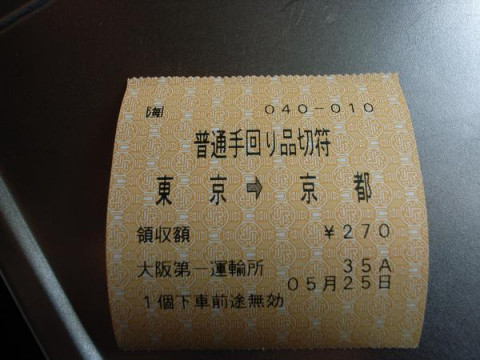 海 040-010
普通手回り品切符
東京➡京都
領収額 ¥270
大阪第一運輸所 35A
05月25日
1個下車前途無効